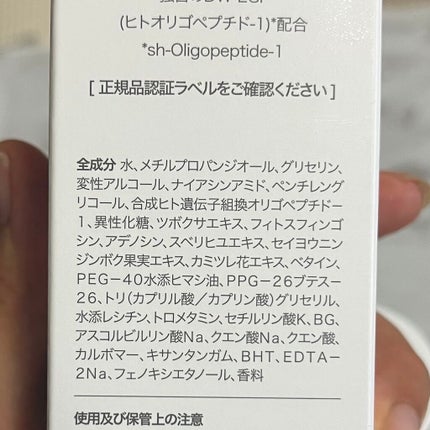 独自のDW-EGF
(ヒトオリゴペプチド-1)*配合
*sh-Oligopeptide-1
[ 正規品認証ラベルをご確認ください ]
全成分 水、メチルプロパンジオール、グリセリン、
変性アルコール、ナイアシンアミド、ペンチレング
リコール、合成ヒト遺伝子組換オリゴペプチド-
1、異性化糖、ツボクサエキス、フィトスフィンゴ
シン、アデノシン、スベリヒユエキス、セイヨウニン
ジンボク果実エキス、カミツレ花エキス、ベタイン、
PEG-40水添ヒマシ油、PPG-26ブテス-
26、トリ(カプリル酸/カプリン酸)グリセリル、
水添レシチン、トロメタミン、セチルリン酸K、BG、
アスコルビルリン酸Na、クエン酸Na、クエン酸、
カルボマー、キサンタンガム、BHT、EDTA-
2Na、フェノキシエタノール、香料
使用及び保管上の注意